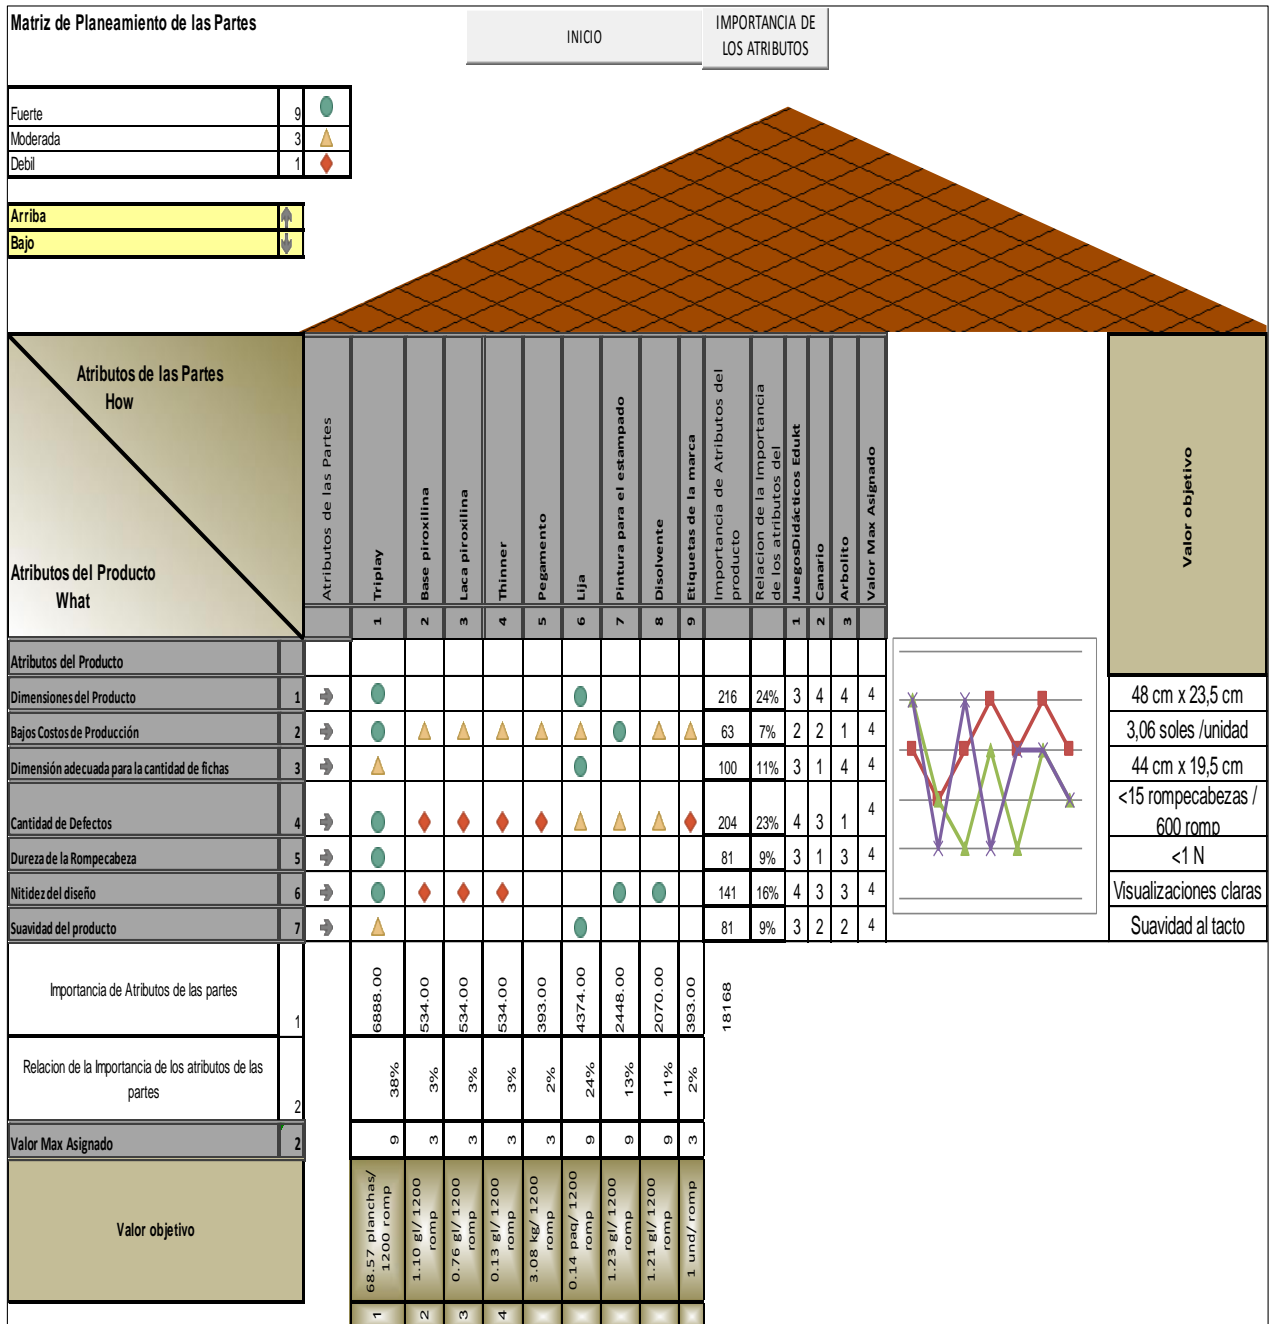 Matriz de Planeamiento de las Partes
INICIO
IMPORTANCIA DE
LOS ATRIBUTOS
Fuerte 9
Moderada 3
Debil 1
Arriba
Bajo
Atributos de las Partes
How
Atributos del Producto
What
Atributos de las Partes
Triplay
Base piroxilina
Laca piroxilina
Thinner
Pegamento
Lija
Pintura para el estampado
Disolvente
Etiquetas de la marca
Importancia de Atributos del
producto
Relacion de la Importancia
de los atributos del
JuegosDidácticos Edukt
Canario
Arbolito
Valor Max Asignado
Valor objetivo
1 2 3 4 5 6 7 8 9 1 2 3
Atributos del Producto
Dimensiones del Producto 1 216 24% 3 4 4 4 48 cm x 23,5 cm
Bajos Costos de Producción 2 63 7% 2 2 1 4 3,06 soles /unidad
Dimensión adecuada para la cantidad de fichas 3 100 11% 3 1 4 4 44 cm x 19,5 cm
Cantidad de Defectos 4 204 23% 4 3 1 4 <15 rompecabezas /
600 romp
Dureza de la Rompecabeza 5 81 9% 3 1 3 4 <1 N
Nitidez del diseño 6 141 16% 4 3 3 4 Visualizaciones claras
Suavidad del producto 7 81 9% 3 2 2 4 Suavidad al tacto
Importancia de Atributos de las partes 1 6888.00 534.00 534.00 534.00 393.00 4374.00 2448.00 2070.00 393.00 18168
Relacion de la Importancia de los atributos de las
partes 2 38% 3% 3% 3% 2% 24% 13% 11% 2%
Valor Max Asignado 2 9 3 3 3 3 9 9 9 3
Valor objetivo
68.57 planchas/
1200 romp
1.10 gl/ 1200
romp
0.76 gl/ 1200
romp
0.13 gl/ 1200
romp
3.08 kg/ 1200
romp
0.14 paq/ 1200
romp
1.23 gl/ 1200
romp
1.21 gl/ 1200
romp
1 und/ romp
1 2 3 4